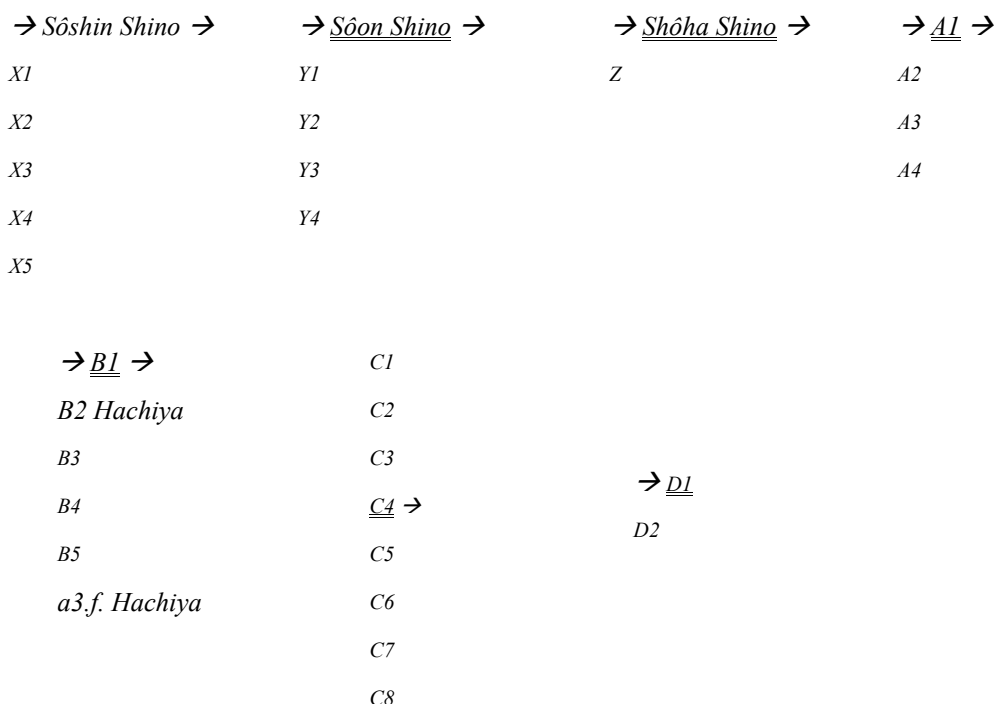 → Sôshin Shino → → Sôon Shino → → Shôha Shino → → A1 →
X1 Y1 Z A2
X2 Y2 A3
X3 Y3 A4
X4 Y4
X5
→ B1 → C1
B2 Hachiya C2
B3 C3
→ D1
B4 C4 →
D2
B5 C5
a3.f. Hachiya C6
C7
C8